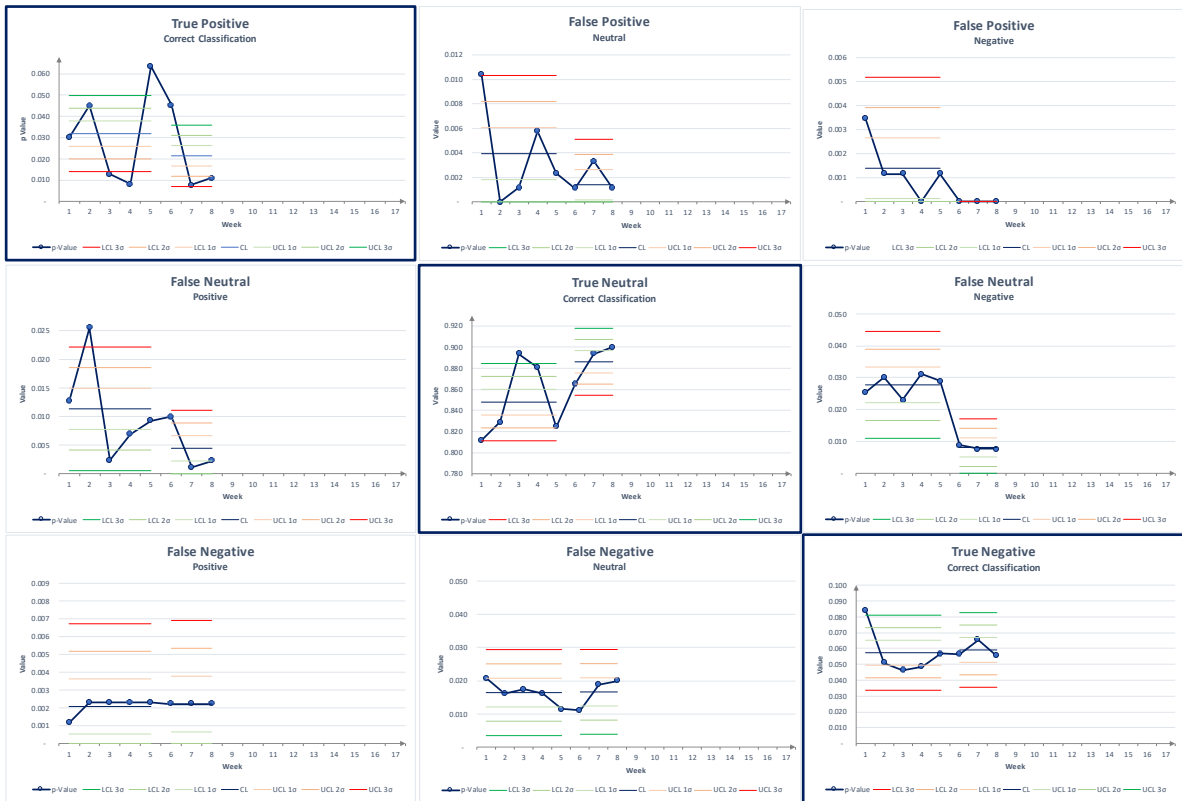 True Positive
Correct Classification
p Value
0.060
0.050
0.040
0.030
0.020
0.010
-
1 2 3 4 5 6 7 8 9 10 11 12 13 14 15 16 17
Week
p-Value LCL 3σ LCL 2σ LCL 1σ CL UCL 1σ UCL 2σ UCL 3σ
False Positive
Neutral
Value
0.012
0.010
0.008
0.006
0.004
0.002
-
1 2 3 4 5 6 7 8 9 10 11 12 13 14 15 16 17
Week
p-Value LCL 3σ LCL 2σ LCL 1σ CL UCL 1σ UCL 2σ UCL 3σ
False Positive
Negative
Value
0.006
0.005
0.004
0.003
0.002
0.001
-
1 2 3 4 5 6 7 8 9 10 11 12 13 14 15 16 17
Week
p-Value LCL 3σ LCL 2σ LCL 1σ CL UCL 1σ UCL 2σ UCL 3σ
False Neutral
Positive
Value
0.025
0.020
0.015
0.010
0.005
-
1 2 3 4 5 6 7 8 9 10 11 12 13 14 15 16 17
Week
p-Value LCL 3σ LCL 2σ LCL 1σ CL UCL 1σ UCL 2σ UCL 3σ
True Neutral
Correct Classification
Value
0.920
0.900
0.880
0.860
0.840
0.820
0.800
0.780
1 2 3 4 5 6 7 8 9 10 11 12 13 14 15 16 17
Week
p-Value LCL 3σ LCL 2σ LCL 1σ CL UCL 1σ UCL 2σ UCL 3σ
False Neutral
Negative
Value
0.050
0.040
0.030
0.020
0.010
-
1 2 3 4 5 6 7 8 9 10 11 12 13 14 15 16 17
Week
p-Value LCL 3σ LCL 2σ LCL 1σ CL UCL 1σ UCL 2σ UCL 3σ
False Negative
Positive
Value
0.009
0.008
0.007
0.006
0.005
0.004
0.003
0.002
0.001
-
1 2 3 4 5 6 7 8 9 10 11 12 13 14 15 16 17
Week
p-Value LCL 3σ LCL 2σ LCL 1σ CL UCL 1σ UCL 2σ UCL 3σ
False Negative
Neutral
Value
0.050
0.040
0.030
0.020
0.010
-
1 2 3 4 5 6 7 8 9 10 11 12 13 14 15 16 17
Week
p-Value LCL 3σ LCL 2σ LCL 1σ CL UCL 1σ UCL 2σ UCL 3σ
True Negative
Correct Classification
Value
0.100
0.090
0.080
0.070
0.060
0.050
0.040
0.030
0.020
0.010
-
1 2 3 4 5 6 7 8 9 10 11 12 13 14 15 16 17
Week
p-Value LCL 3σ LCL 2σ LCL 1σ CL UCL 1σ UCL 2σ UCL 3σ